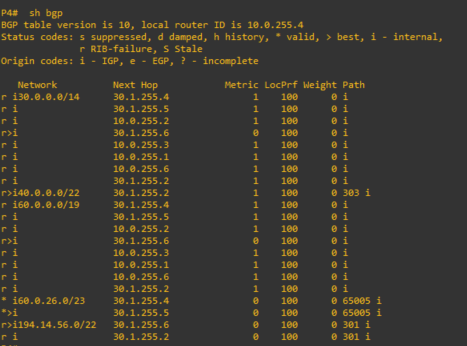 P4#  sh bgp
BGP table version is 10, local router ID is 10.0.255.4
Status codes: s suppressed, d damped, h history, * valid, > best, i - internal,
              r RIB-failure, S Stale
Origin codes: i - IGP, e - EGP, ? - incomplete
   Network          Next Hop            Metric LocPrf Weight Path
r i30.0.0.0/14      30.1.255.4               1    100      0 i
r i                 30.1.255.5               1    100      0 i
r i                 10.0.255.2               1    100      0 i
r>i                 30.1.255.6               0    100      0 i
r i                 10.0.255.3               1    100      0 i
r i                 10.0.255.1               1    100      0 i
r i                 10.0.255.6               1    100      0 i
r i                 30.1.255.2               1    100      0 i
r>i40.0.0.0/22      30.1.255.2               1    100      0 303 i
r i60.0.0.0/19      30.1.255.4               1    100      0 i
r i                 30.1.255.5               1    100      0 i
r i                 10.0.255.2               1    100      0 i
r>i                 30.1.255.6               0    100      0 i
r i                 10.0.255.3               1    100      0 i
r i                 10.0.255.1               1    100      0 i
r i                 10.0.255.6               1    100      0 i
r i                 30.1.255.2               1    100      0 i
* i60.0.26.0/23     30.1.255.4               0    100      0 65005 i
*>i                 30.1.255.5               0    100      0 65005 i
r>i194.14.56.0/22   30.1.255.6               0    100      0 301 i
r i                 30.1.255.2               1    100      0 301 i